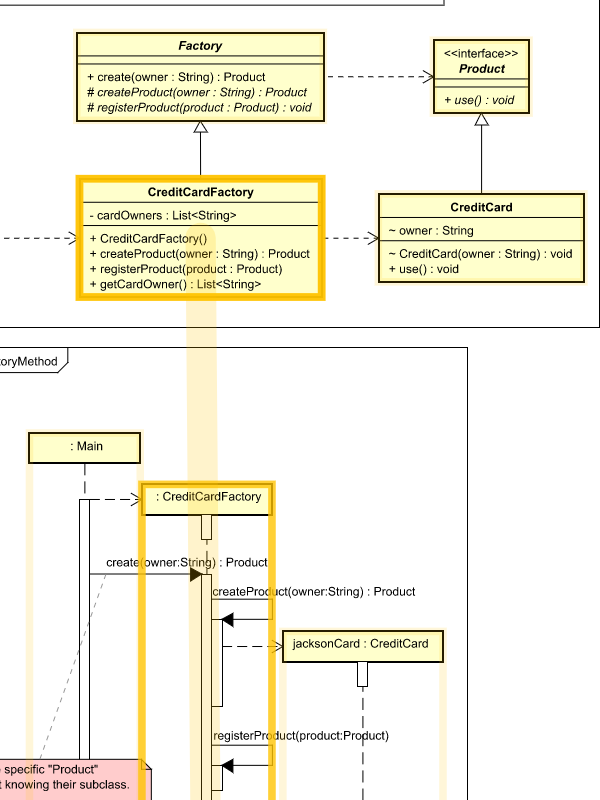 Factory
+ create(owner : String) : Product
# createProduct(owner : String) : Product
# registerProduct(product : Product) : void
<<interface>>
Product
+ use() : void
CreditCardFactory
- cardOwners : List<String>
+ CreditCardFactory()
+ createProduct(owner : String) : Product
+ registerProduct(product : Product)
+ getCardOwner() : List<String>
CreditCard
~ owner : String
~ CreditCard(owner : String) : void
+ use() : void
toryMethod
: Main
: CreditCardFactory
create(owner:String) : Product
createProduct(owner:String) : Product
jacksonCard : CreditCard
registerProduct(product:Product)
specific "Product"
t knowing their subclass.